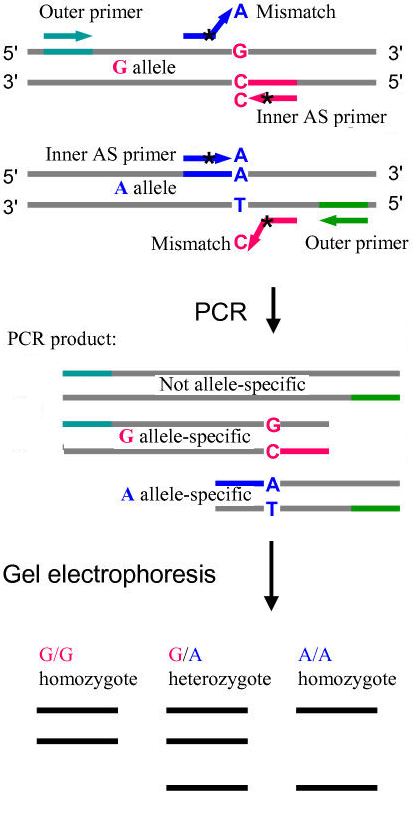 Outer primer
A Mismatch
5' G 3'
G allele
3' C 5'
C
Inner AS primer
Inner AS primer A
5' A 3'
A allele
3' T 5'
Mismatch C Outer primer
PCR
PCR product:
Not allele-specific
G
G allele-specific
C
A
A allele-specific
T
Gel electrophoresis
G/G G/A A/A
homozygote heterozygote homozygote